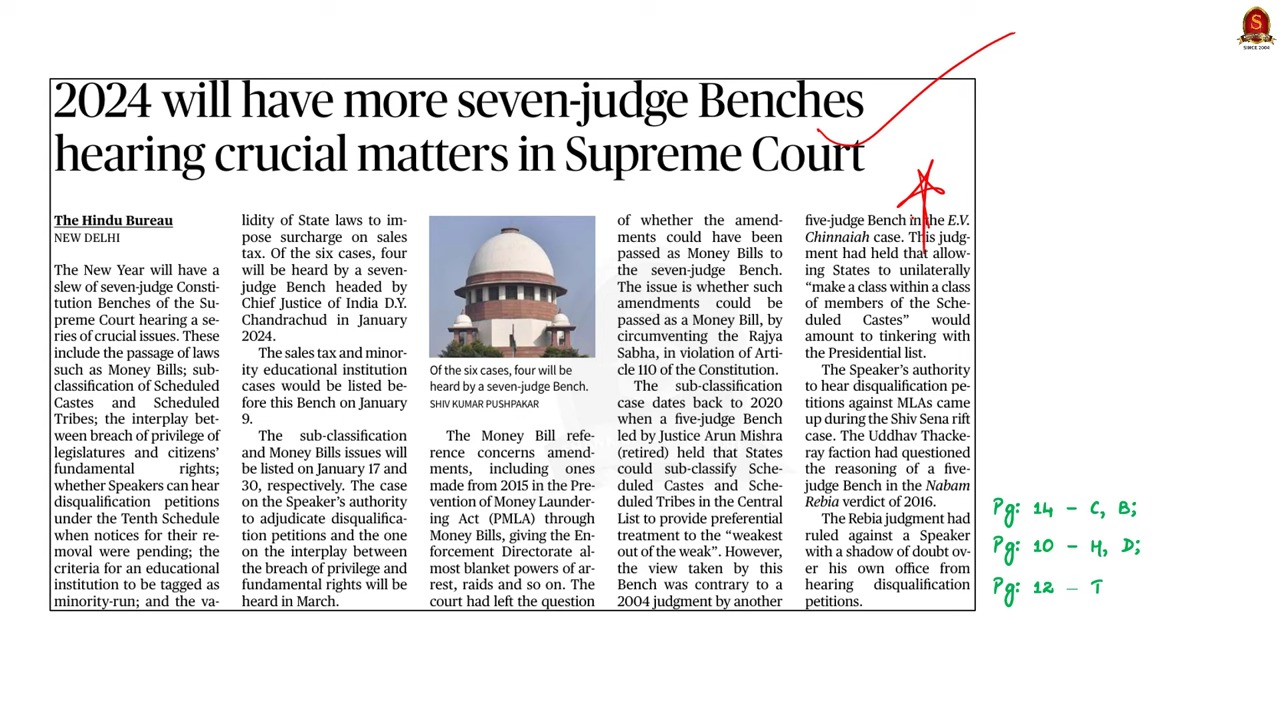 S
SINCE 2004
2024 will have more seven-judge Benches
hearing crucial matters in Supreme Court
The Hindu Bureau
NEW DELHI
The New Year will have a
slew of seven-judge Consti-
tution Benches of the Su-
preme Court hearing a se-
ries of crucial issues. These
include the passage of laws
such as Money Bills; sub-
classification of Scheduled
Castes and Scheduled
Tribes; the interplay bet-
ween breach of privilege of
legislatures and citizens’
fundamental rights;
whether Speakers can hear
disqualification petitions
under the Tenth Schedule
when notices for their re-
moval were pending; the
criteria for an educational
institution to be tagged as
minority-run; and the va-
lidity of State laws to im-
pose surcharge on sales
tax. Of the six cases, four
will be heard by a seven-
judge Bench headed by
Chief Justice of India D.Y.
Chandrachud in January
2024.
The sales tax and minor-
ity educational institution
cases would be listed be-
fore this Bench on January
9.
The sub-classification
and Money Bills issues will
be listed on January 17 and
30, respectively. The case
on the Speaker’s authority
to adjudicate disqualifica-
tion petitions and the one
on the interplay between
the breach of privilege and
fundamental rights will be
heard in March.
Of the six cases, four will be
heard by a seven-judge Bench.
SHIV KUMAR PUSHPAKAR
The Money Bill refe-
rence concerns amend-
ments, including ones
made from 2015 in the Pre-
vention of Money Launder-
ing Act (PMLA) through
Money Bills, giving the En-
forcement Directorate al-
most blanket powers of ar-
rest, raids and so on. The
court had left the question
of whether the amend-
ments could have been
passed as Money Bills to
the seven-judge Bench.
The issue is whether such
amendments could be
passed as a Money Bill, by
circumventing the Rajya
Sabha, in violation of Arti-
cle 110 of the Constitution.
The sub-classification
case dates back to 2020
when a five-judge Bench
led by Justice Arun Mishra
(retired) held that States
could sub-classify Sche-
duled Castes and Sche-
duled Tribes in the Central
List to provide preferential
treatment to the “weakest
out of the weak”. However,
the view taken by this
Bench was contrary to a
2004 judgment by another
five-judge Bench in the E.V.
Chinnaiah case. This judg-
ment had held that allow-
ing States to unilaterally
“make a class within a class
of members of the Sche-
duled Castes” would
amount to tinkering with
the Presidential list.
The Speaker’s authority
to hear disqualification pe-
titions against MLAs came
up during the Shiv Sena rift
case. The Uddhav Thacke-
ray faction had questioned
the reasoning of a five-
judge Bench in the Nabam
Rebia verdict of 2016.
The Rebia judgment had
ruled against a Speaker
with a shadow of doubt ov-
er his own office from
hearing disqualification
petitions.
Pg: 14 - C, B;
Pg: 10 - H, D;
Pg: 12 - T